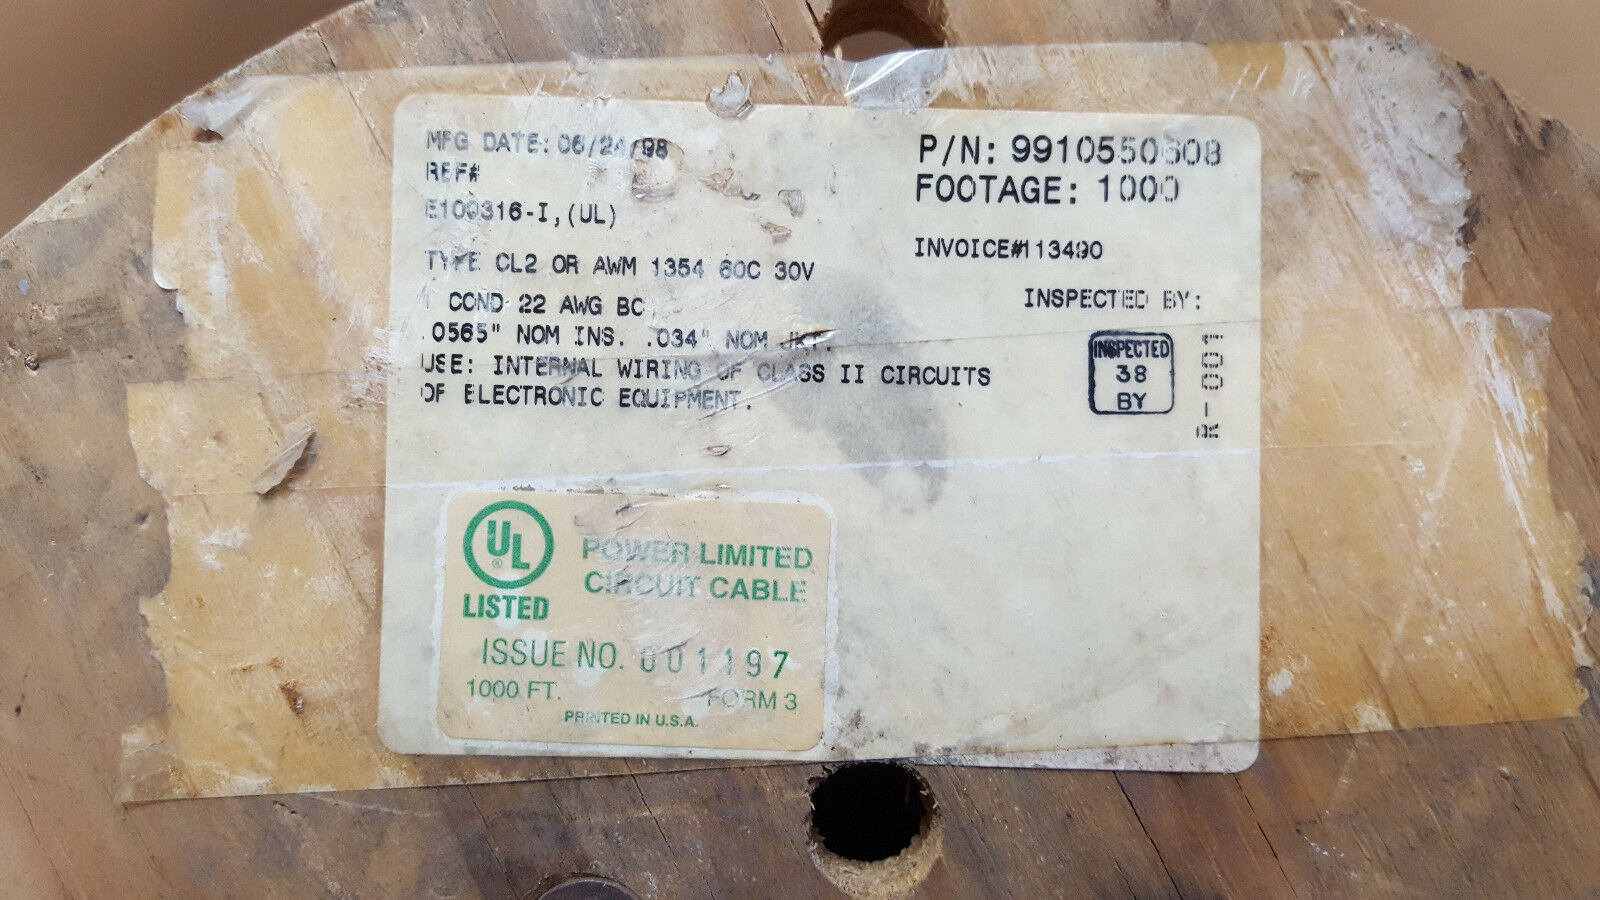 MFG DATE: 06/24/98
REF#
E100316-I, (UL)
TYPE CL2 OR AWM 1354 60C 30V
COND 22 AWG BC
.0565" NOM INS. .034" NOM JKT.
USE: INTERNAL WIRING OF CLASS II CIRCUITS
OF ELECTRONIC EQUIPMENT.
P/N: 9910550608
FOOTAGE: 1000
INVOICE#113490
INSPECTED BY:
INSPECTED
38
BY
R-001
UL
®
LISTED
POWER LIMITED
CIRCUIT CABLE
ISSUE NO. 001197
1000 FT.
FORM 3
PRINTED IN U.S.A.